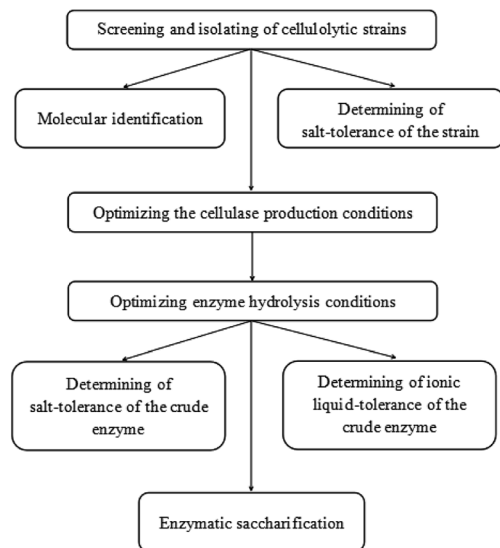 Screening and isolating of cellulolytic strains
Molecular identification
Determining of
salt-tolerance of the strain
Optimizing the cellulase production conditions
Optimizing enzyme hydrolysis conditions
Determining of
salt-tolerance of the crude
enzyme
Determining of ionic
liquid-tolerance of the
crude enzyme
Enzymatic saccharification